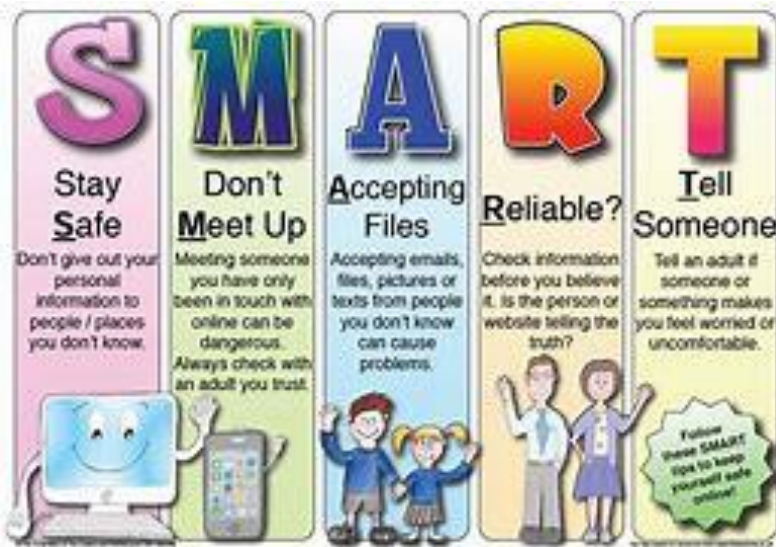 S
Stay
Safe
Don't give out your
personal
information to
people / places
you don't know.
M
Don't
Meet Up
Meeting someone
you have only
been in touch with
online can be
dangerous.
Always check with
an adult you trust.
A
Accepting
Files
Accepting emails,
files, pictures or
texts from people
you don't know
can cause
problems.
R
Reliable?
Check information
before you believe
it. Is the person or
website telling the
truth?
T
Tell
Someone
Tell an adult if
someone or
something makes
you feel worried or
uncomfortable.
Follow
these SMART
tips to keep
yourself safe
online!